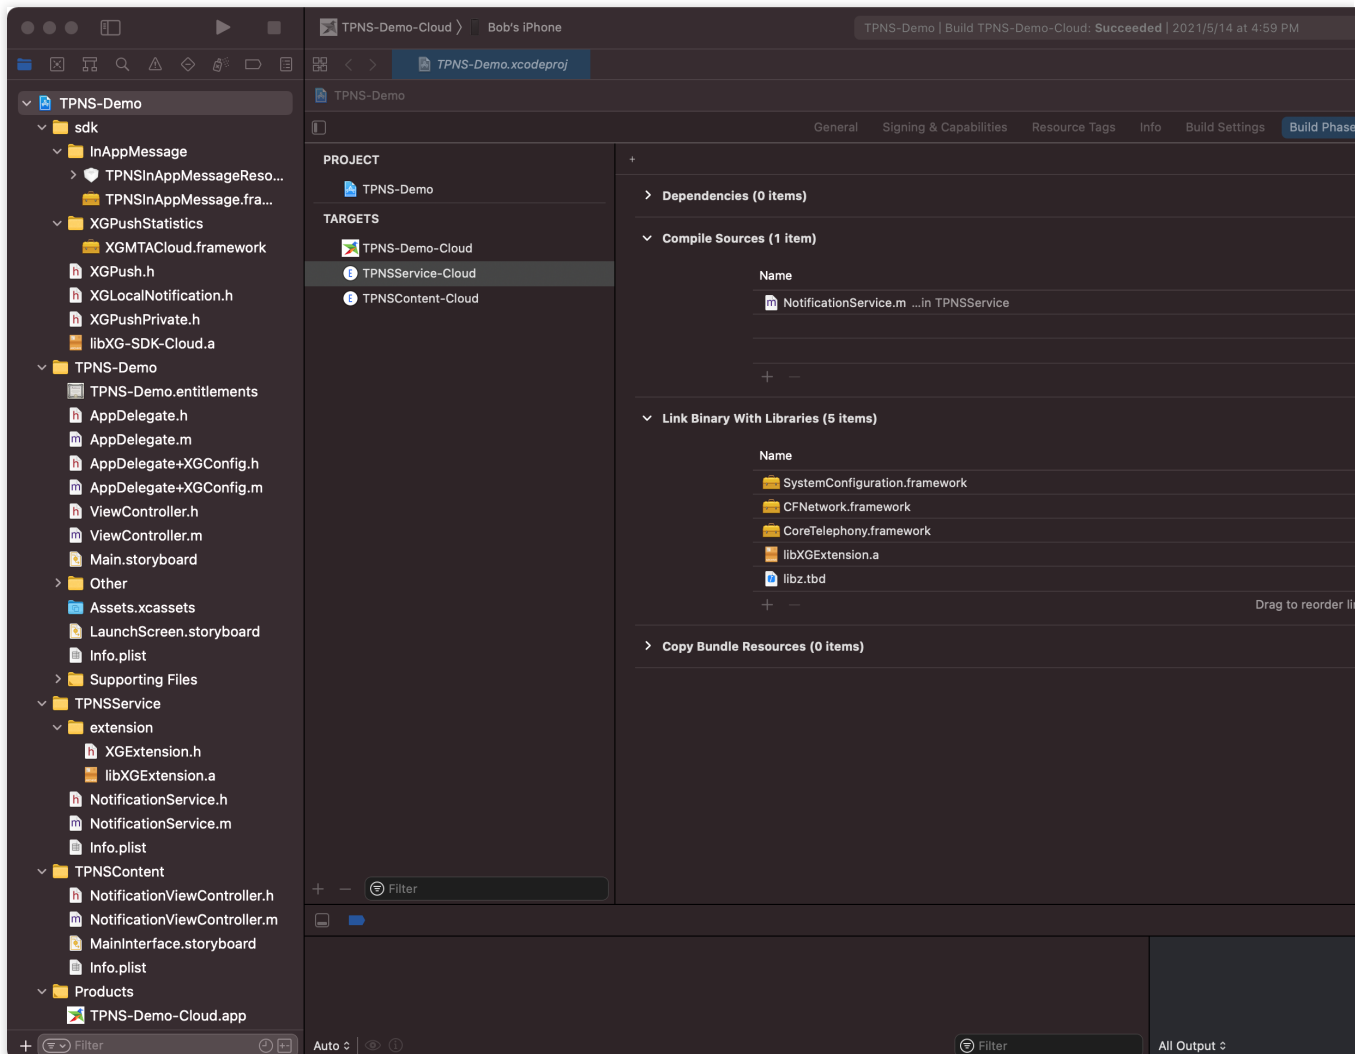 TPNS-Demo-Cloud 〉 Bob's iPhone
TPNS-Demo | Build TPNS-Demo-Cloud: Succeeded | 2021/5/14 at 4:59 PM
TPNS-Demo.xcodeproj
TPNS-Demo
General Signing & Capabilities Resource Tags Info Build Settings Build Phase
TPNS-Demo
sdk
InAppMessage
TPNSInAppMessageReso...
TPNSInAppMessage.fra...
XGPushStatistics
XGMTACloud.framework
XGPush.h
XGLocalNotification.h
XGPushPrivate.h
libXG-SDK-Cloud.a
TPNS-Demo
TPNS-Demo.entitlements
AppDelegate.h
AppDelegate.m
AppDelegate+XGConfig.h
AppDelegate+XGConfig.m
ViewController.h
ViewController.m
Main.storyboard
Other
Assets.xcassets
LaunchScreen.storyboard
Info.plist
Supporting Files
TPNSService
extension
XGExtension.h
libXGExtension.a
NotificationService.h
NotificationService.m
Info.plist
TPNSContent
NotificationViewController.h
NotificationViewController.m
MainInterface.storyboard
Info.plist
Products
TPNS-Demo-Cloud.app
Filter
PROJECT
TPNS-Demo
TARGETS
TPNS-Demo-Cloud
TPNSService-Cloud
TPNSContent-Cloud
Filter
Dependencies (0 items)
Compile Sources (1 item)
Name
NotificationService.m ...in TPNSService
Link Binary With Libraries (5 items)
Name
SystemConfiguration.framework
CFNetwork.framework
CoreTelephony.framework
libXGExtension.a
libz.tbd
Drag to reorder li
Copy Bundle Resources (0 items)
Auto
Filter
All Output